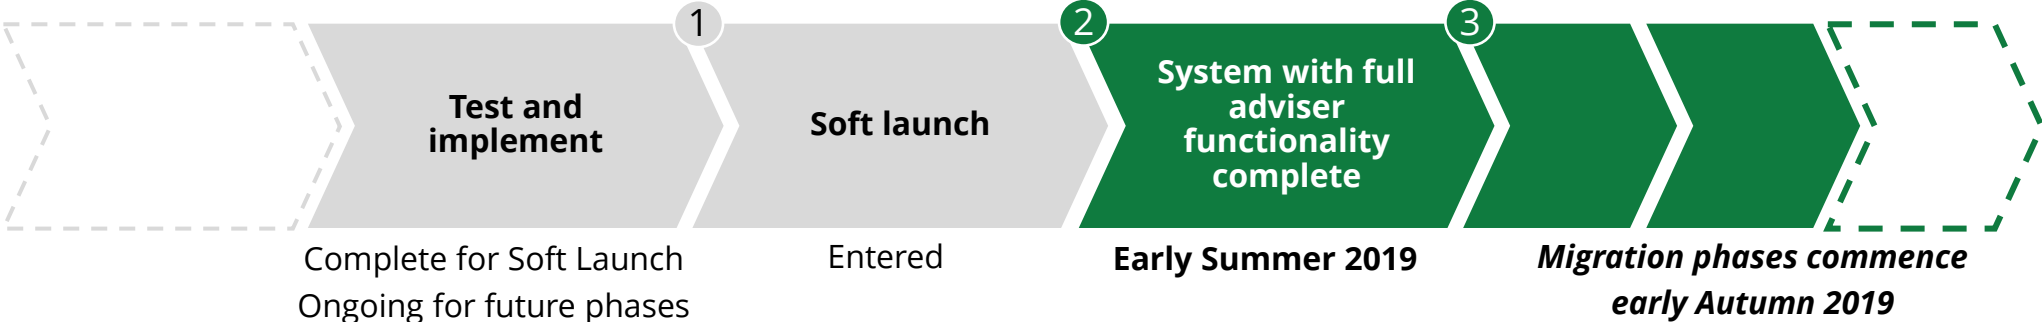 1
2
3
Test and
implement
Soft launch
System with full
adviser
functionality
complete
Complete for Soft Launch
Ongoing for future phases
Entered
Early Summer 2019
Migration phases commence
early Autumn 2019